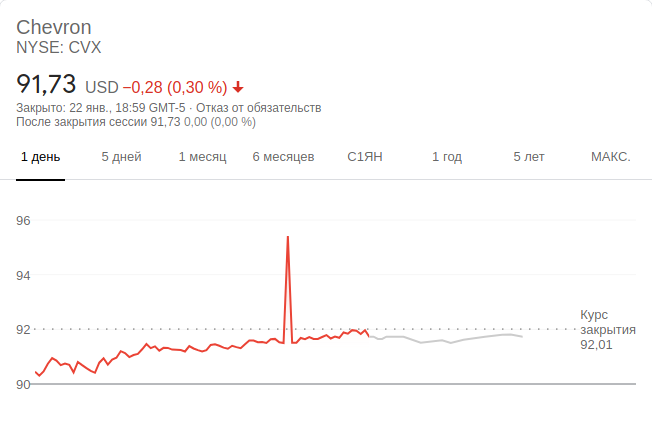 Chevron
NYSE: CVX
91,73 USD −0,28 (0,30 %)
Закрыто: 22 янв., 18:59 GMT-5 · Отказ от обязательств
После закрытия сессии 91,73 0,00 (0,00 %)
1 день 5 дней 1 месяц 6 месяцев С1ЯН 1 год 5 лет МАКС.
96
94
92
90
Курс
закрытия
92,01